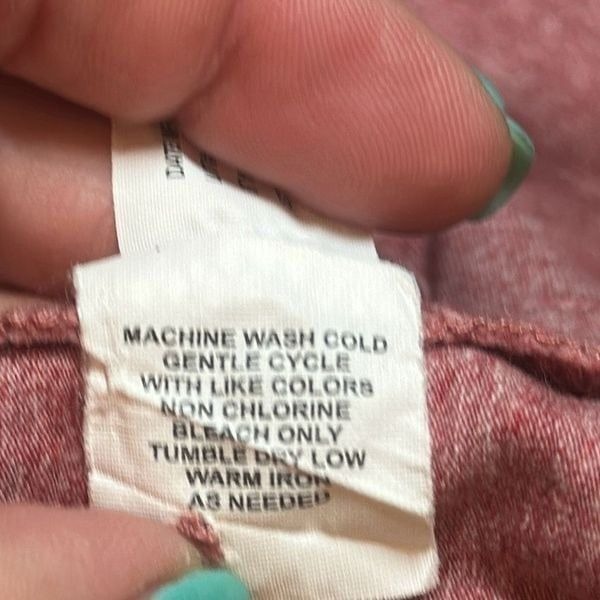 MACHINE WASH COLD
GENTLE CYCLE
WITH LIKE COLORS
NON CHLORINE
BLEACH ONLY
TUMBLE DRY LOW
WARM IRON
AS NEEDED